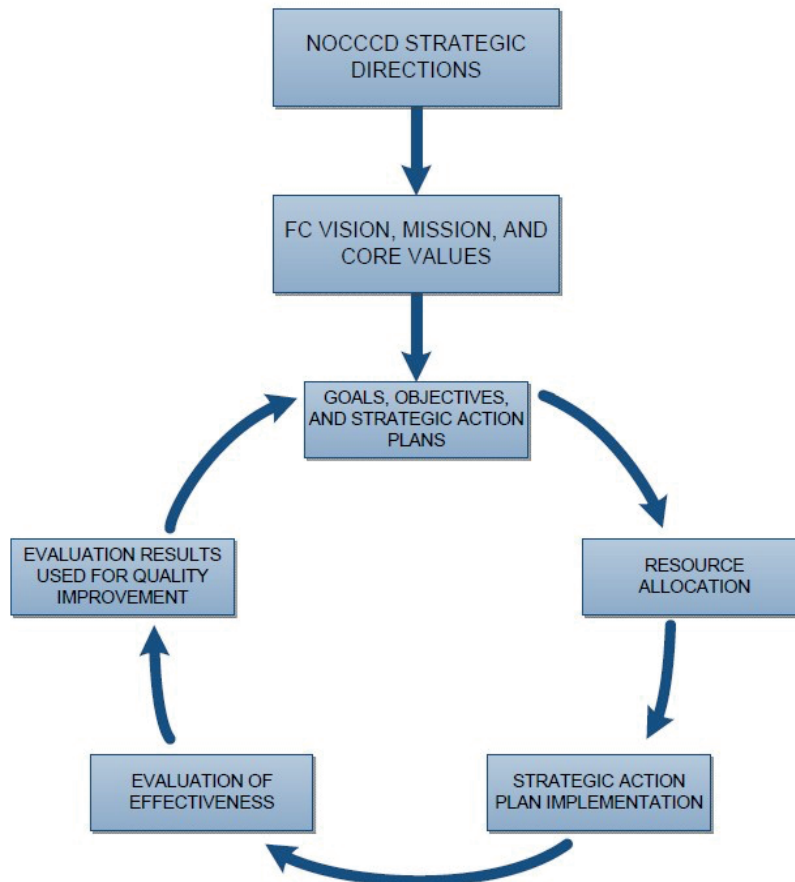 NOCCCD STRATEGIC
DIRECTIONS
FC VISION, MISSION, AND
CORE VALUES
GOALS, OBJECTIVES,
AND STRATEGIC ACTION
PLANS
RESOURCE
ALLOCATION
STRATEGIC ACTION
PLAN IMPLEMENTATION
EVALUATION OF
EFFECTIVENESS
EVALUATION RESULTS
USED FOR QUALITY
IMPROVEMENT